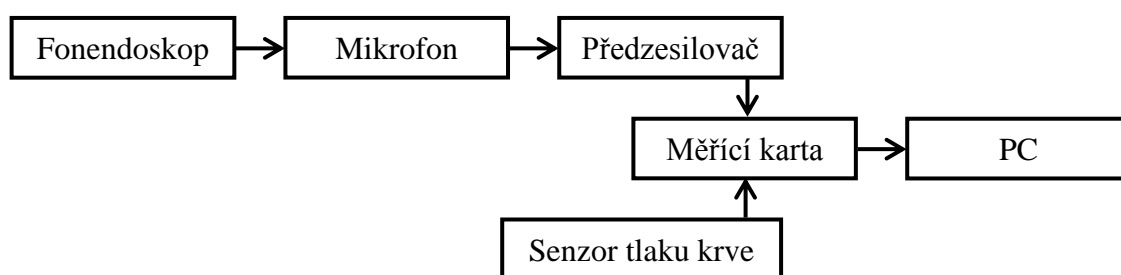 Fonendoskop
Mikrofon
Předzesilovač
Měřící karta
PC
Senzor tlaku krve